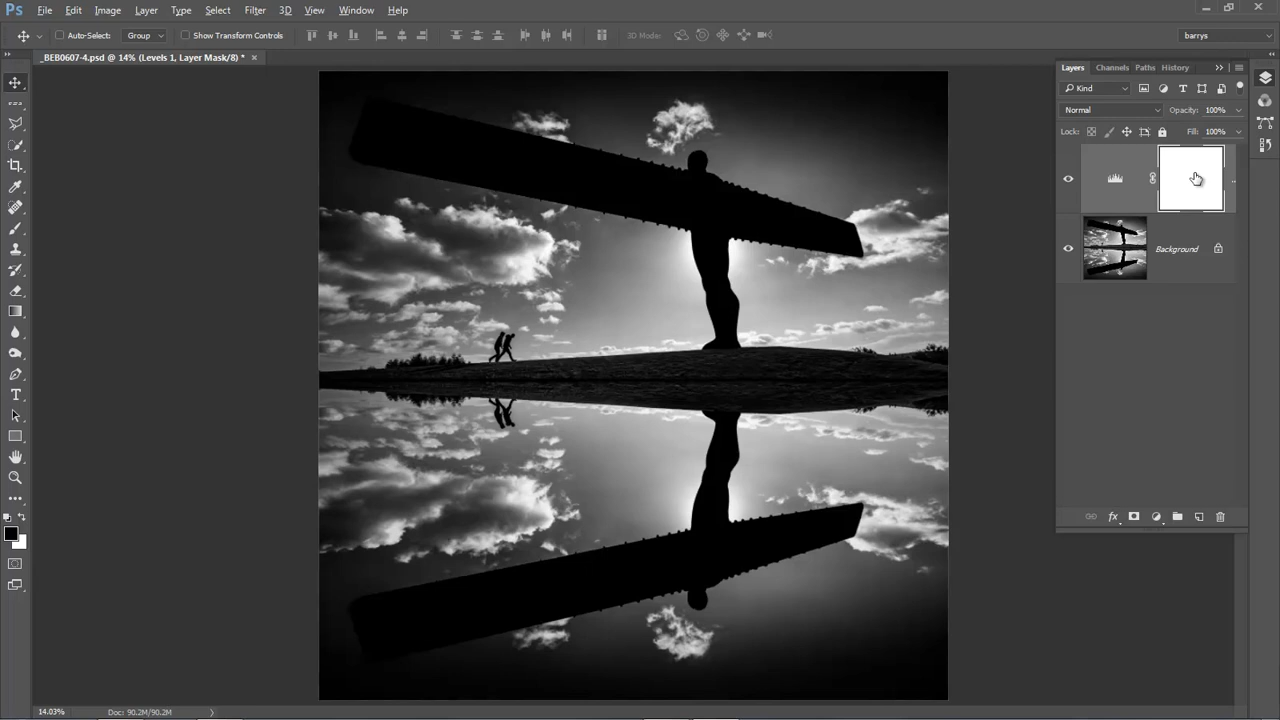 Ps File Edit Image Layer Type Select Filter 3D View Window Help
Auto-Select: Group Show Transform Controls 3D Mode: barrys
_BEB0607-4.psd @ 14% (Levels 1, Layer Mask/8) * ×
Layers Channels Paths History
Kind
Normal Opacity: 100%
Lock: Fill: 100%
Background
fx
14.03% Doc: 90.2M/90.2M